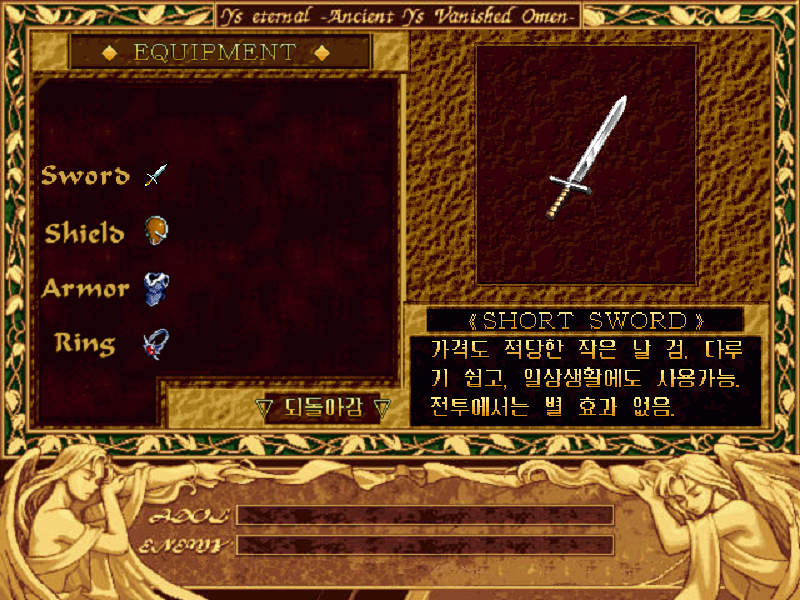 Ys eternal -Ancient Ys Vanished Omen-
EQUIPMENT
Sword
Shield
Armor
Ring
되돌아감
《SHORT SWORD》
가격도 적당한 작은 날 검. 다루
기 쉽고, 일상생활에도 사용가능.
전투에서는 별 효과 없음.
ADOL
ENEMY